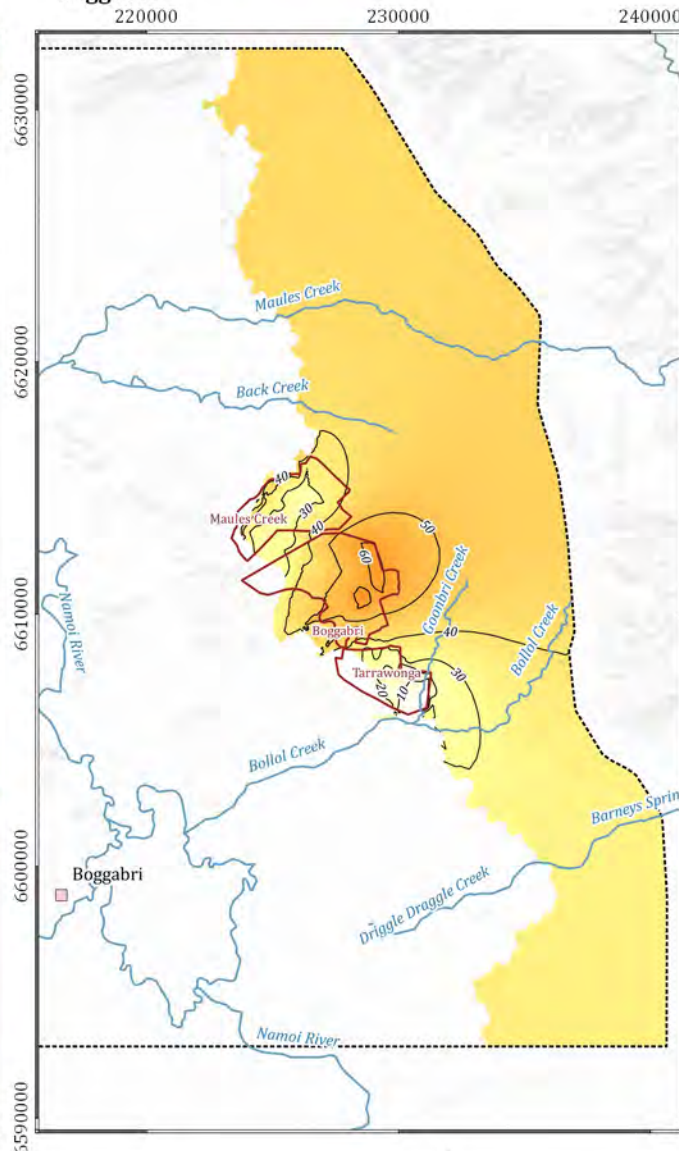 220000
230000
240000
6630000
6620000
6610000
6600000
6590000
Maules Creek
Back Creek
40
30
Maules Creek
40
50
60
Goonbri Creek
Namoi River
Boggabri
40
Bollol Creek
30
Tarrawonga
20
10
Bollol Creek
Barneys Sprin
Boggabri
Driggle Draggle Creek
Namoi River